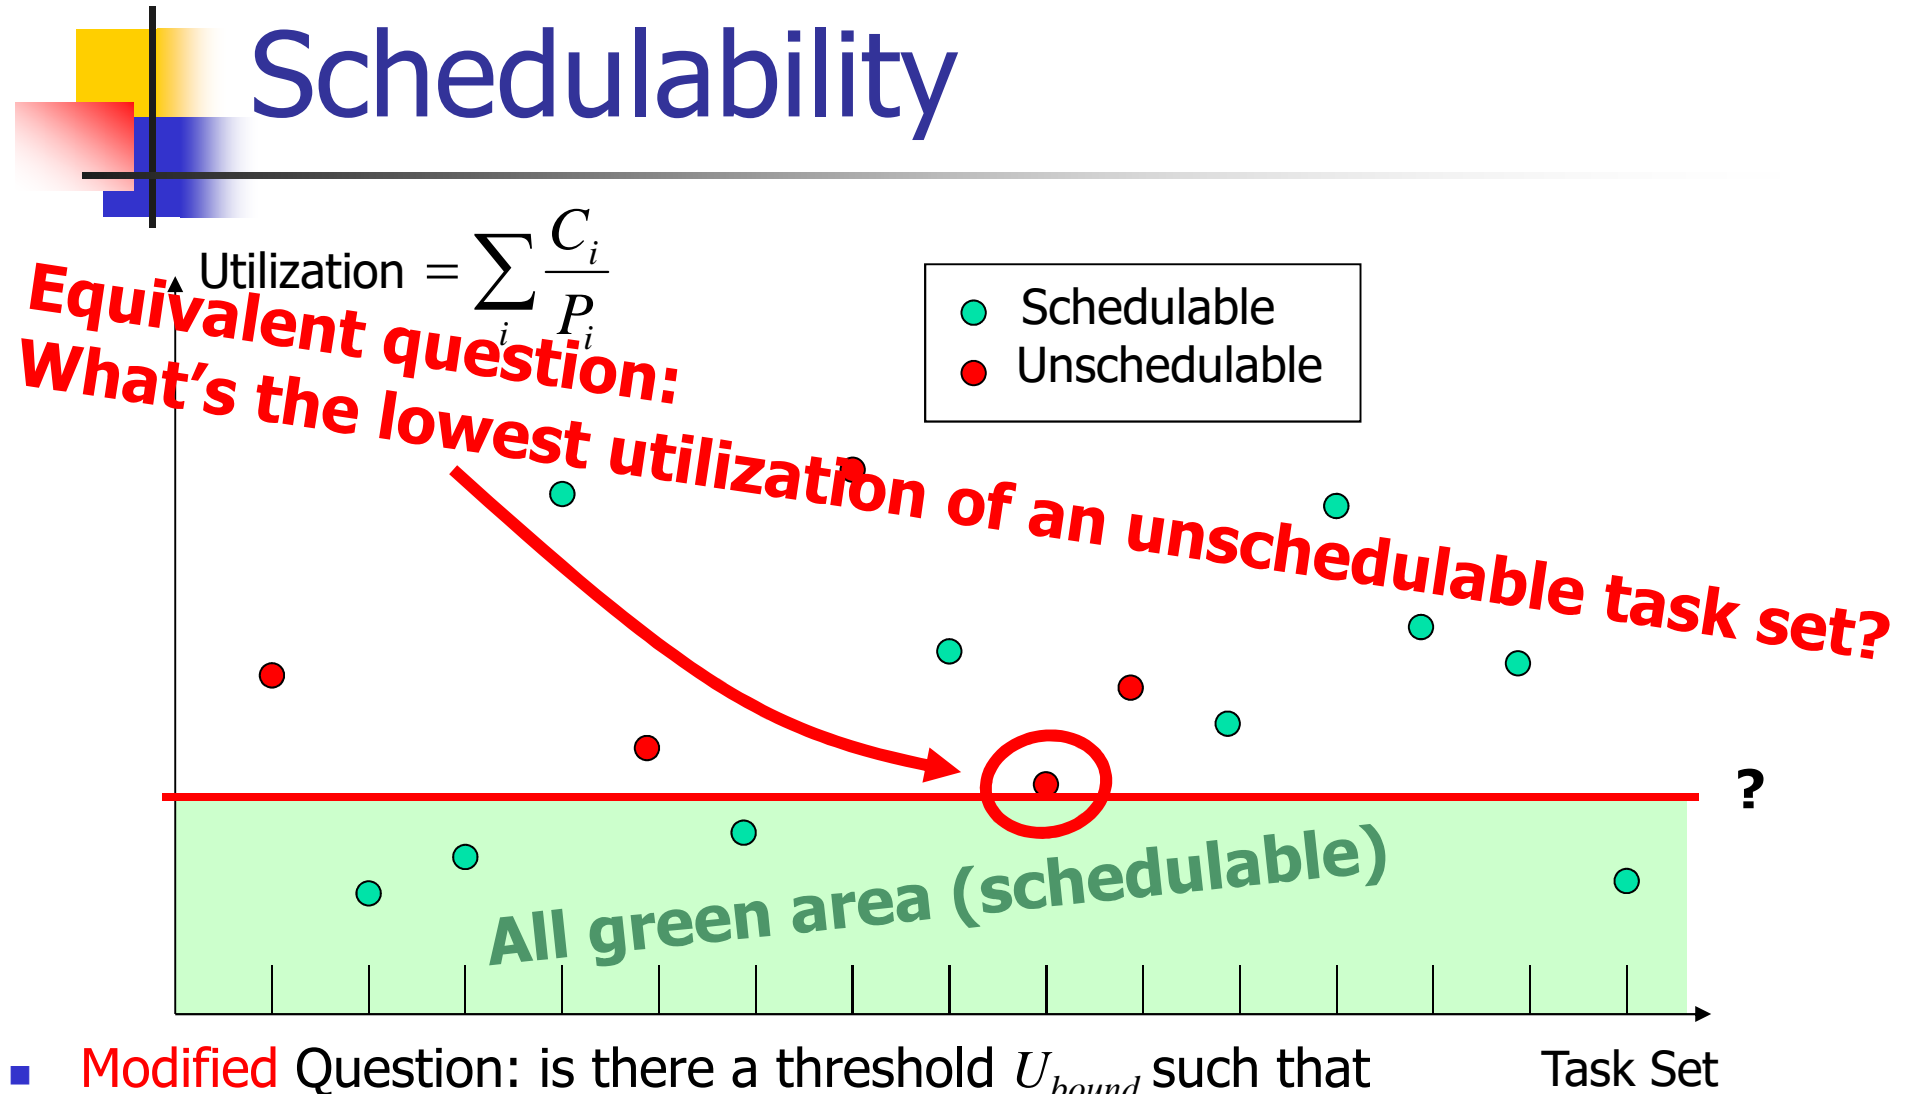 Schedulability
Utilization = ∑_i C_i / P_i
Equivalent question:
What's the lowest utilization of an unschedulable task set?
Schedulable
Unschedulable
?
All green area (schedulable)
Modified Question: is there a threshold U_bound such that
Task Set